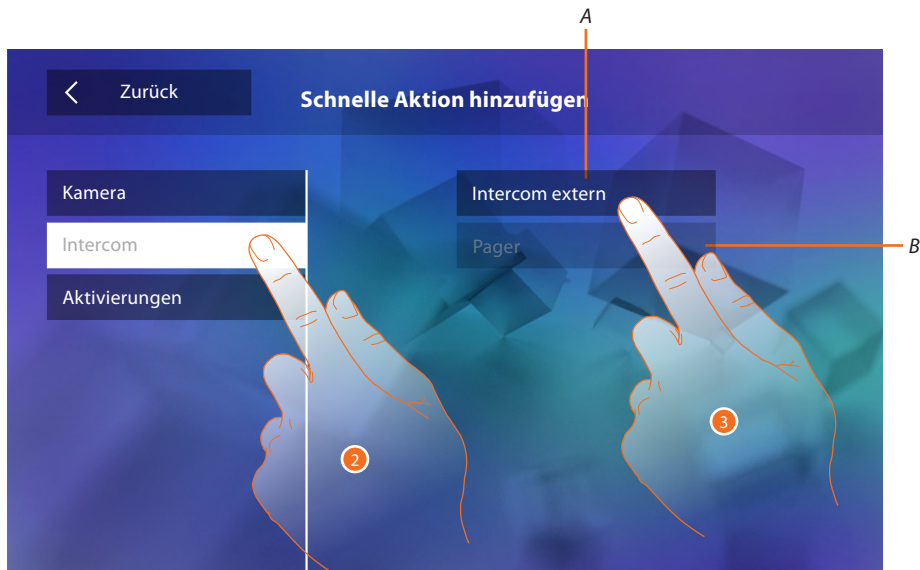 A
Zurück
Schnelle Aktion hinzufügen
Kamera
Intercom extern
Intercom
Pager
B
Aktivierungen
3
2